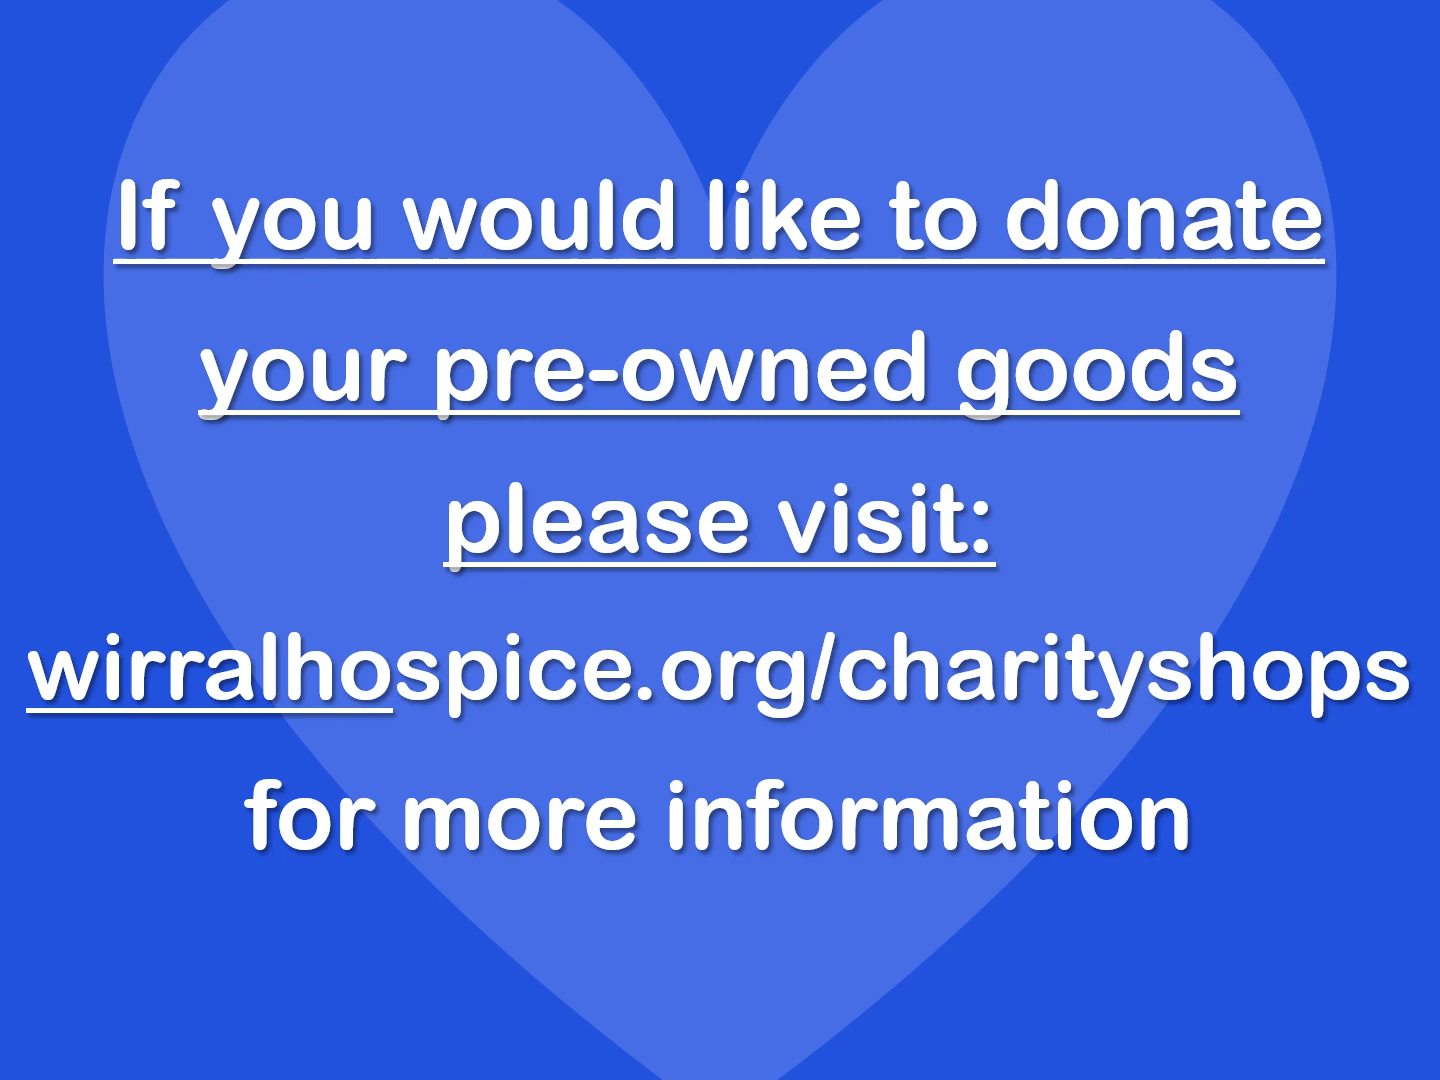 If you would like to donate
your pre-owned goods
please visit:
wirralhospice.org/charityshops
for more information